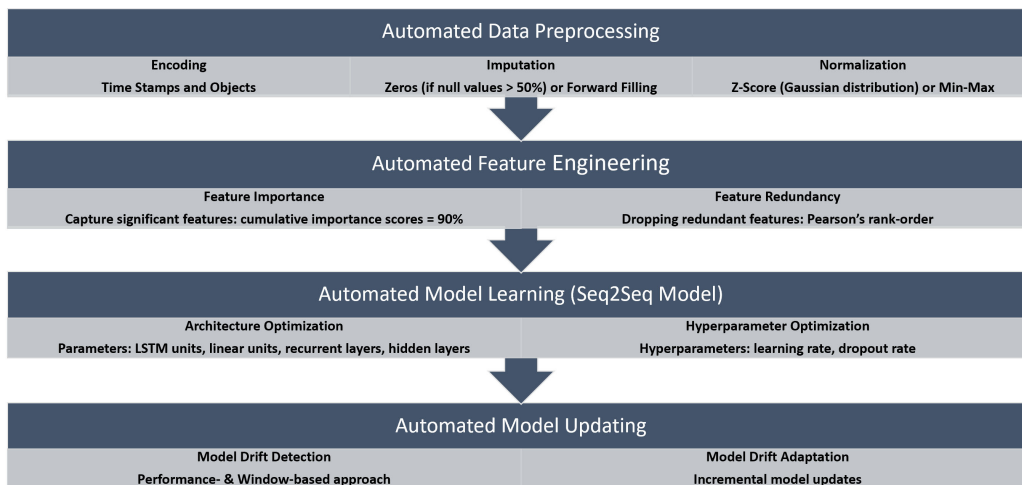 Automated Data Preprocessing
Encoding
Time Stamps and Objects
Imputation
Zeros (if null values > 50%) or Forward Filling
Normalization
Z-Score (Gaussian distribution) or Min-Max
Automated Feature Engineering
Feature Importance
Capture significant features: cumulative importance scores = 90%
Feature Redundancy
Dropping redundant features: Pearson's rank-order
Automated Model Learning (Seq2Seq Model)
Architecture Optimization
Parameters: LSTM units, linear units, recurrent layers, hidden layers
Hyperparameter Optimization
Hyperparameters: learning rate, dropout rate
Automated Model Updating
Model Drift Detection
Performance- & Window-based approach
Model Drift Adaptation
Incremental model updates